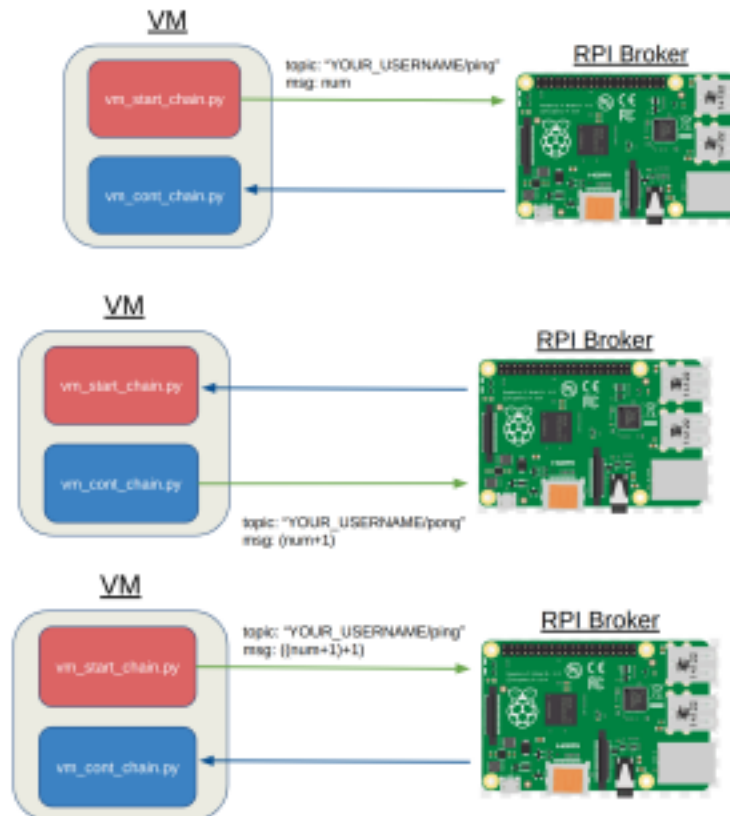 VM
RPI Broker
topic: "YOUR_USERNAME/ping"
msg: num
vm_start_chain.py
vm_cont_chain.py
VM
RPI Broker
vm_start_chain.py
vm_cont_chain.py
topic: "YOUR_USERNAME/pong"
msg: (num+1)
VM
RPI Broker
topic: "YOUR_USERNAME/ping"
msg: ((num+1)+1)
vm_start_chain.py
vm_cont_chain.py